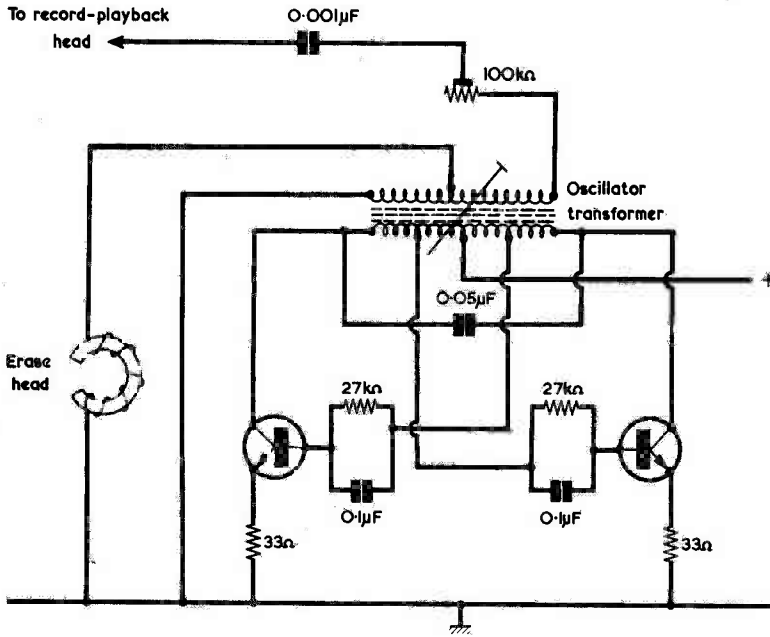 To record-playback
head
0·001µF
100kΩ
Oscillator
transformer
+
0·05µF
Erase
head
27kΩ
27kΩ
0·1µF
0·1µF
33Ω
33Ω